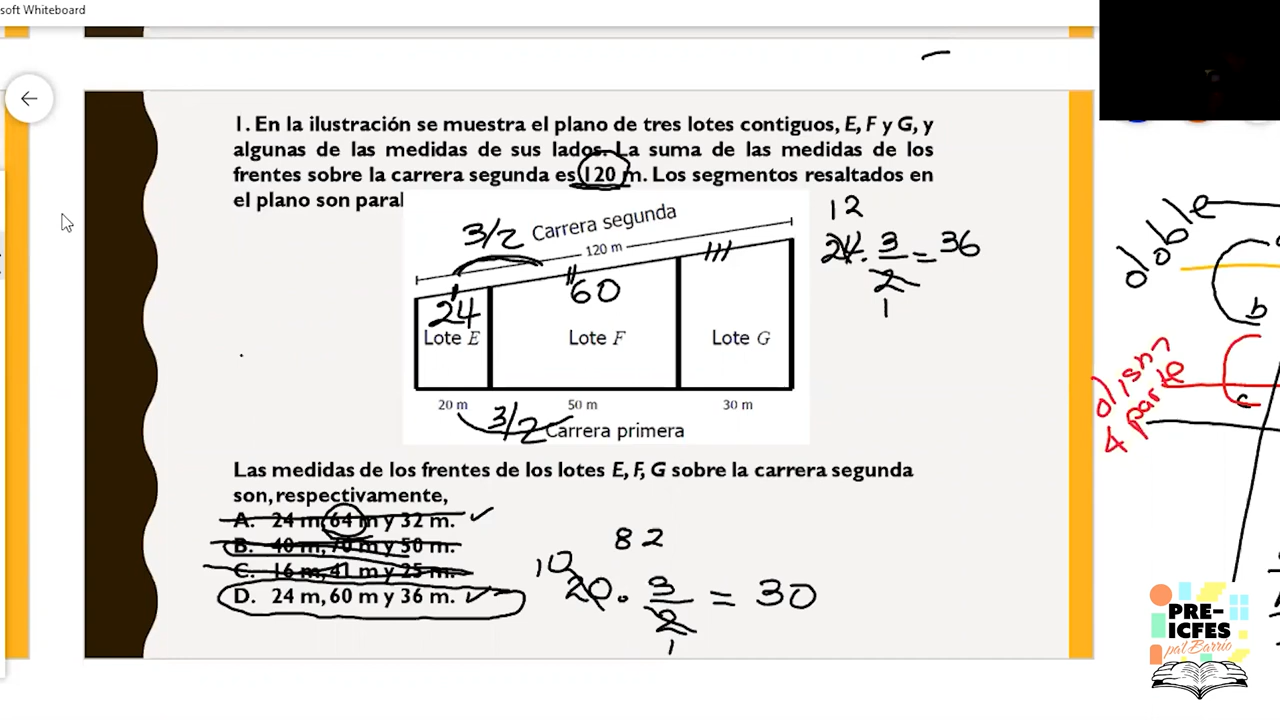 soft Whiteboard
1. En la ilustración se muestra el plano de tres lotes contiguos, E, F y G, y
algunas de las medidas de sus lados. La suma de las medidas de los
frentes sobre la carrera segunda es 120 m. Los segmentos resaltados en
el plano son paral
3/2 Carrera segunda
120 m
24
60
Lote E
Lote F
Lote G
20 m
50 m
30 m
3/2 Carrera primera
12
24 · 3/2 = 36
1
Las medidas de los frentes de los lotes E, F, G sobre la carrera segunda
son, respectivamente,
A. 24 m, 64 m y 32 m.
B. 40 m, 70 m y 50 m.
C. 16 m, 41 m y 25 m.
D. 24 m, 60 m y 36 m.
82
10
20 · 3/2 = 30
1
doble
b
c
4 parte
PRE-
ICFES
pal Barrio